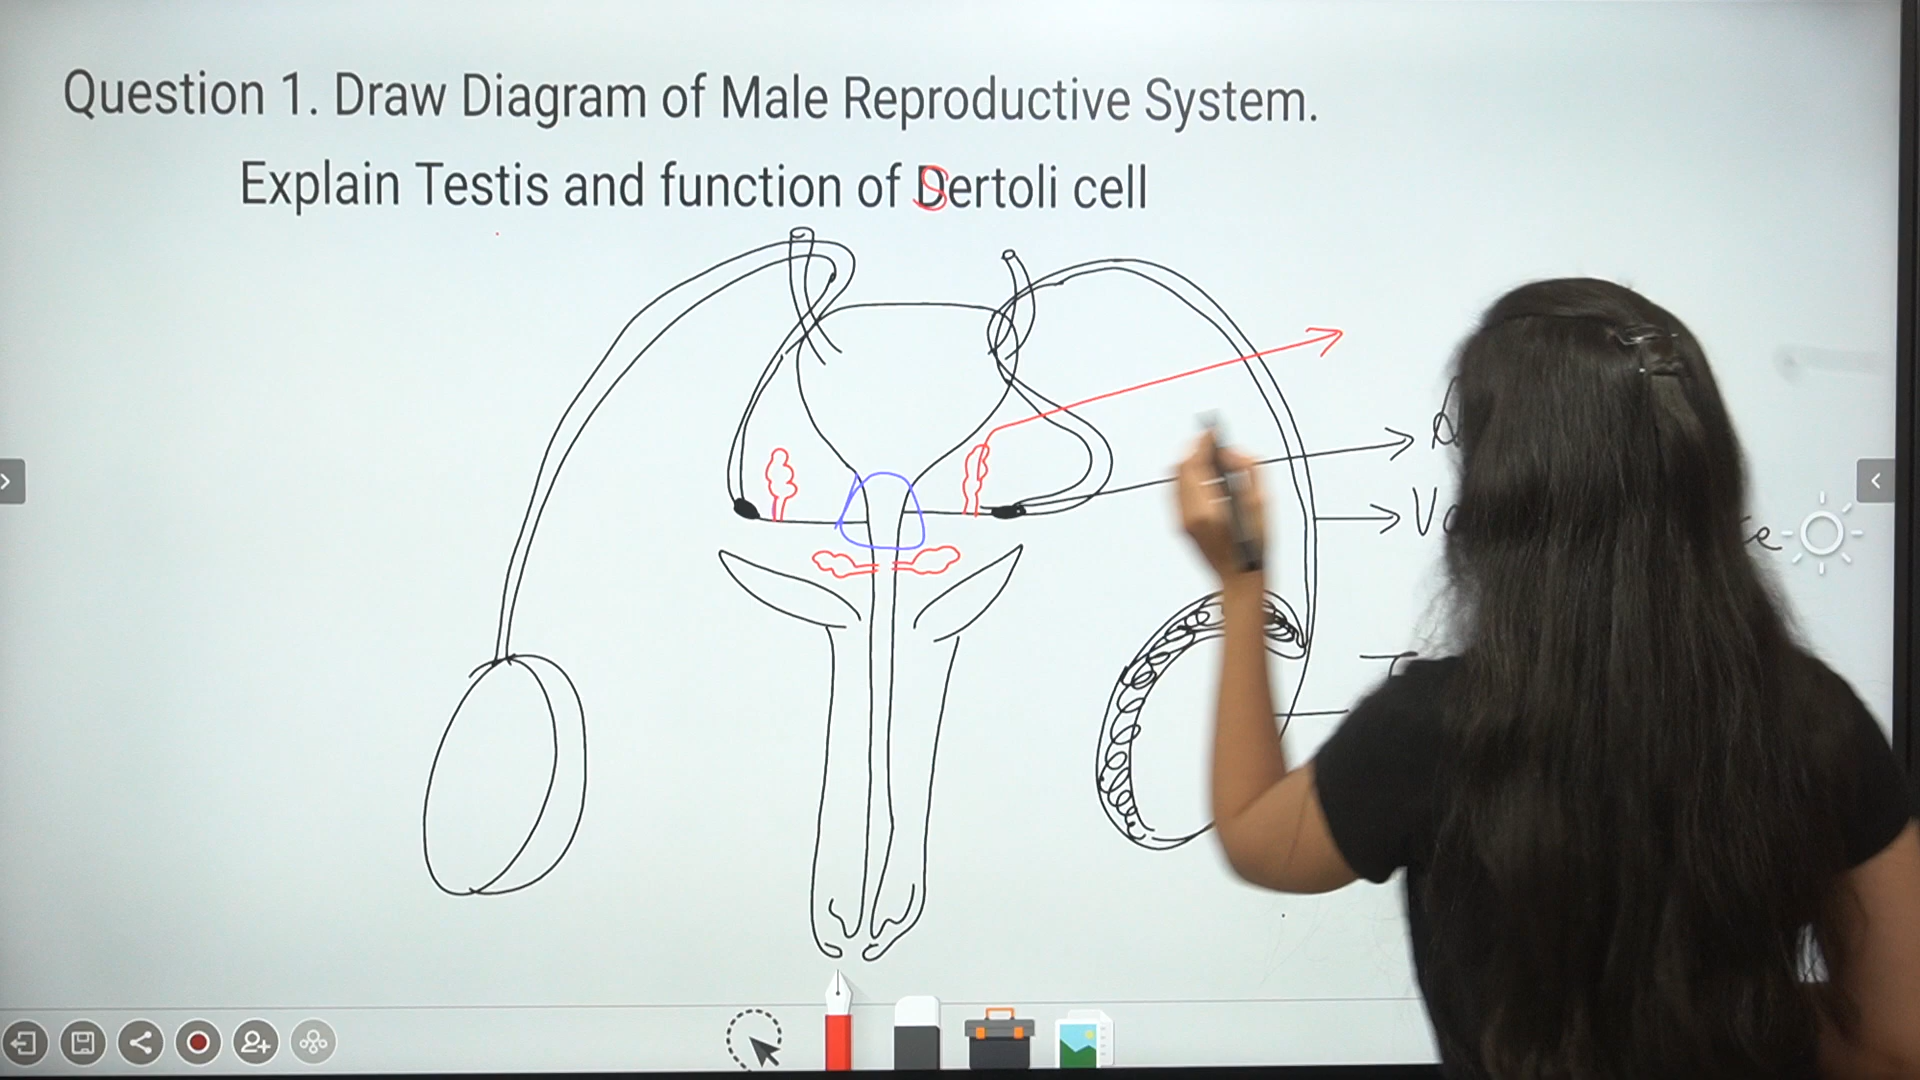 Question 1. Draw Diagram of Male Reproductive System.
Explain Testis and function of Sertoli cell